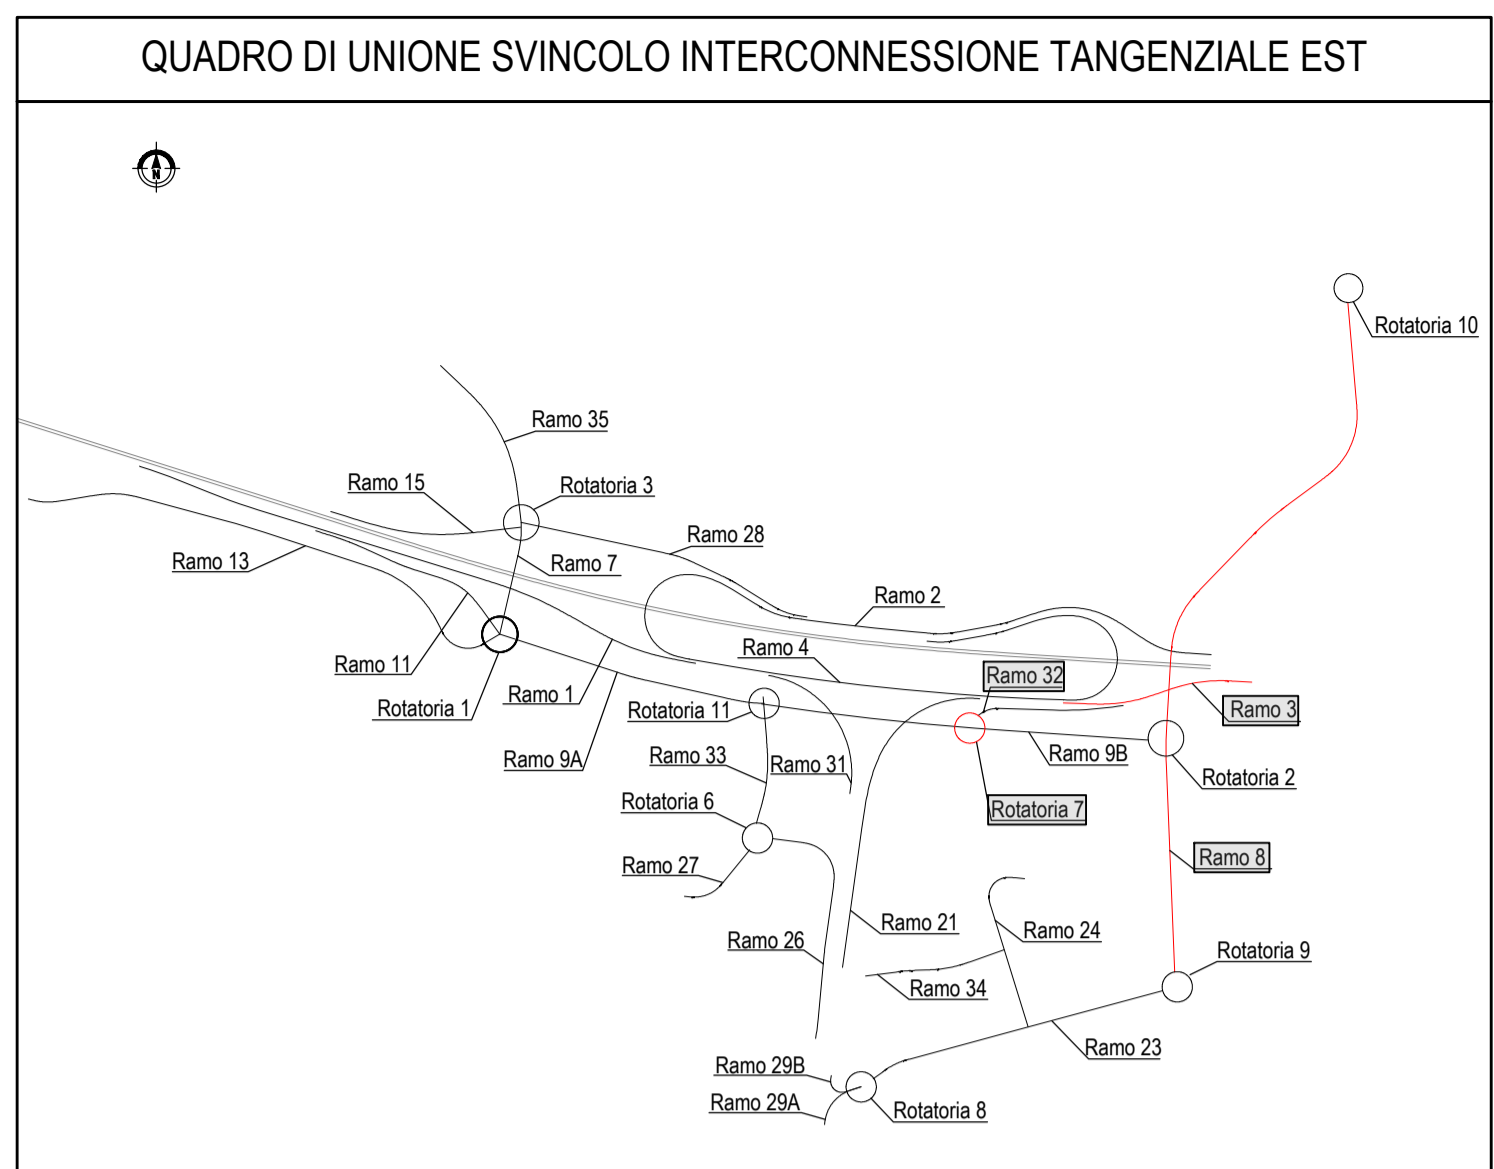 QUADRO DI UNIONE SVINCOLO INTERCONNESSIONE TANGENZIALE EST
N
Rotatoria 10
Ramo 35
Ramo 15
Rotatoria 3
Ramo 28
Ramo 13
Ramo 7
Ramo 2
Ramo 4
Ramo 11
Ramo 32
Ramo 1
Rotatoria 1
Rotatoria 11
Ramo 3
Ramo 9A
Ramo 33
Ramo 31
Ramo 9B
Rotatoria 2
Rotatoria 6
Rotatoria 7
Ramo 27
Ramo 8
Ramo 26
Ramo 21
Ramo 24
Rotatoria 9
Ramo 34
Ramo 23
Ramo 29B
Ramo 29A
Rotatoria 8